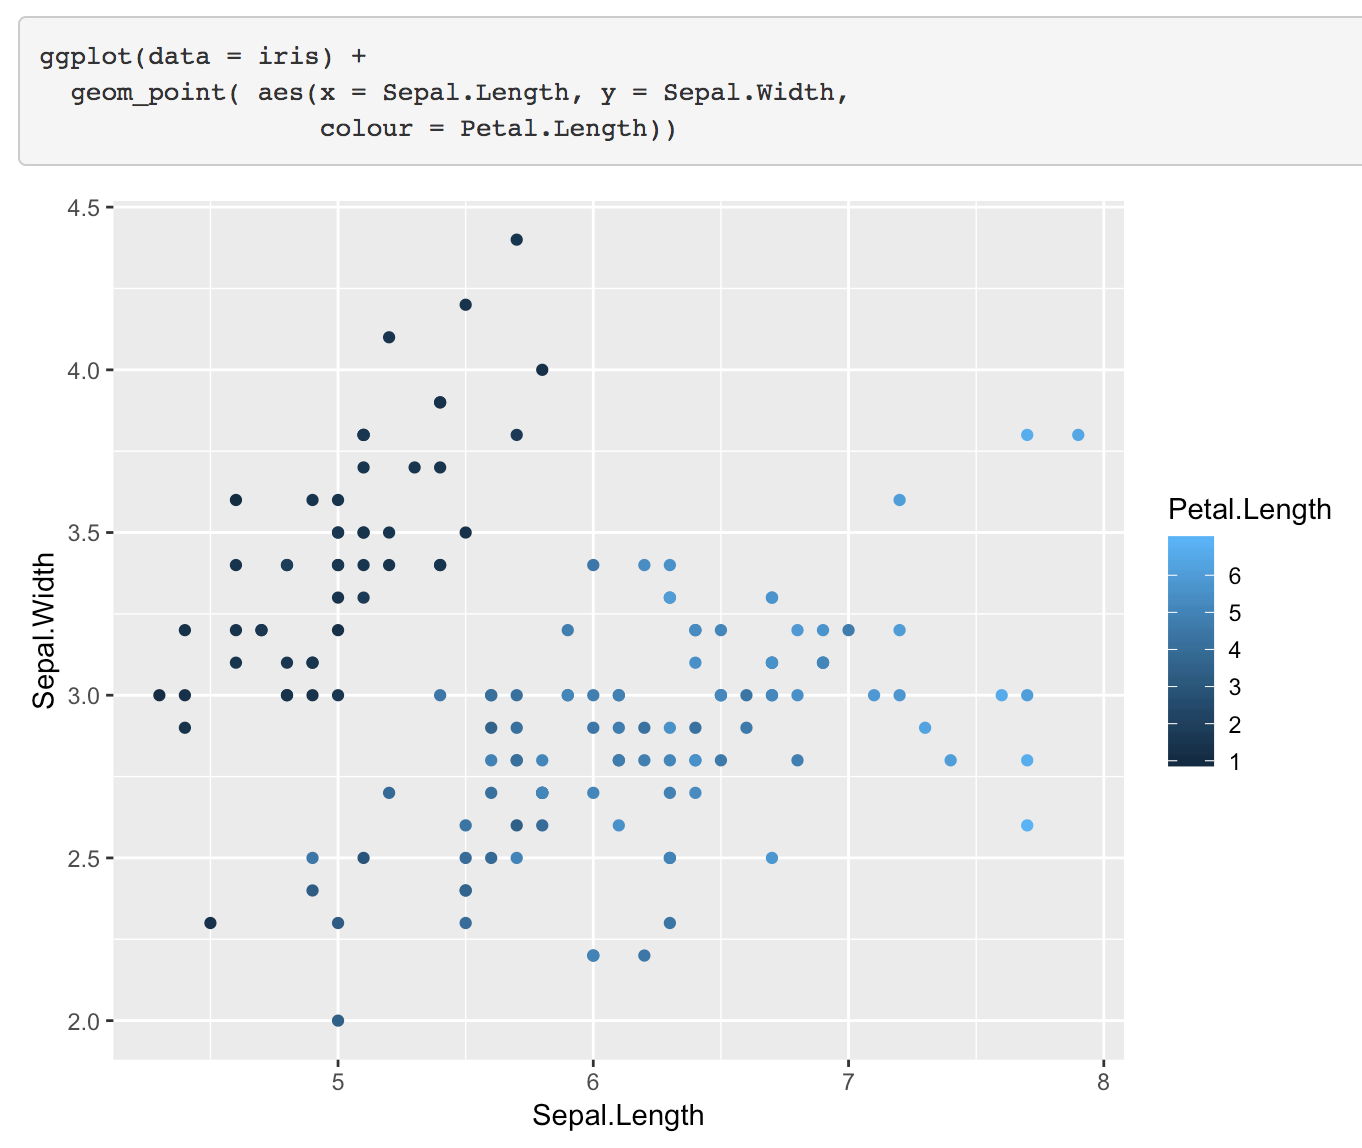 ggplot(data = iris) +
  geom_point( aes(x = Sepal.Length, y = Sepal.Width,
                  colour = Petal.Length))
4.5
4.0
3.5
3.0
2.5
2.0
Sepal.Width
5 6 7 8
Sepal.Length
Petal.Length
6
5
4
3
2
1